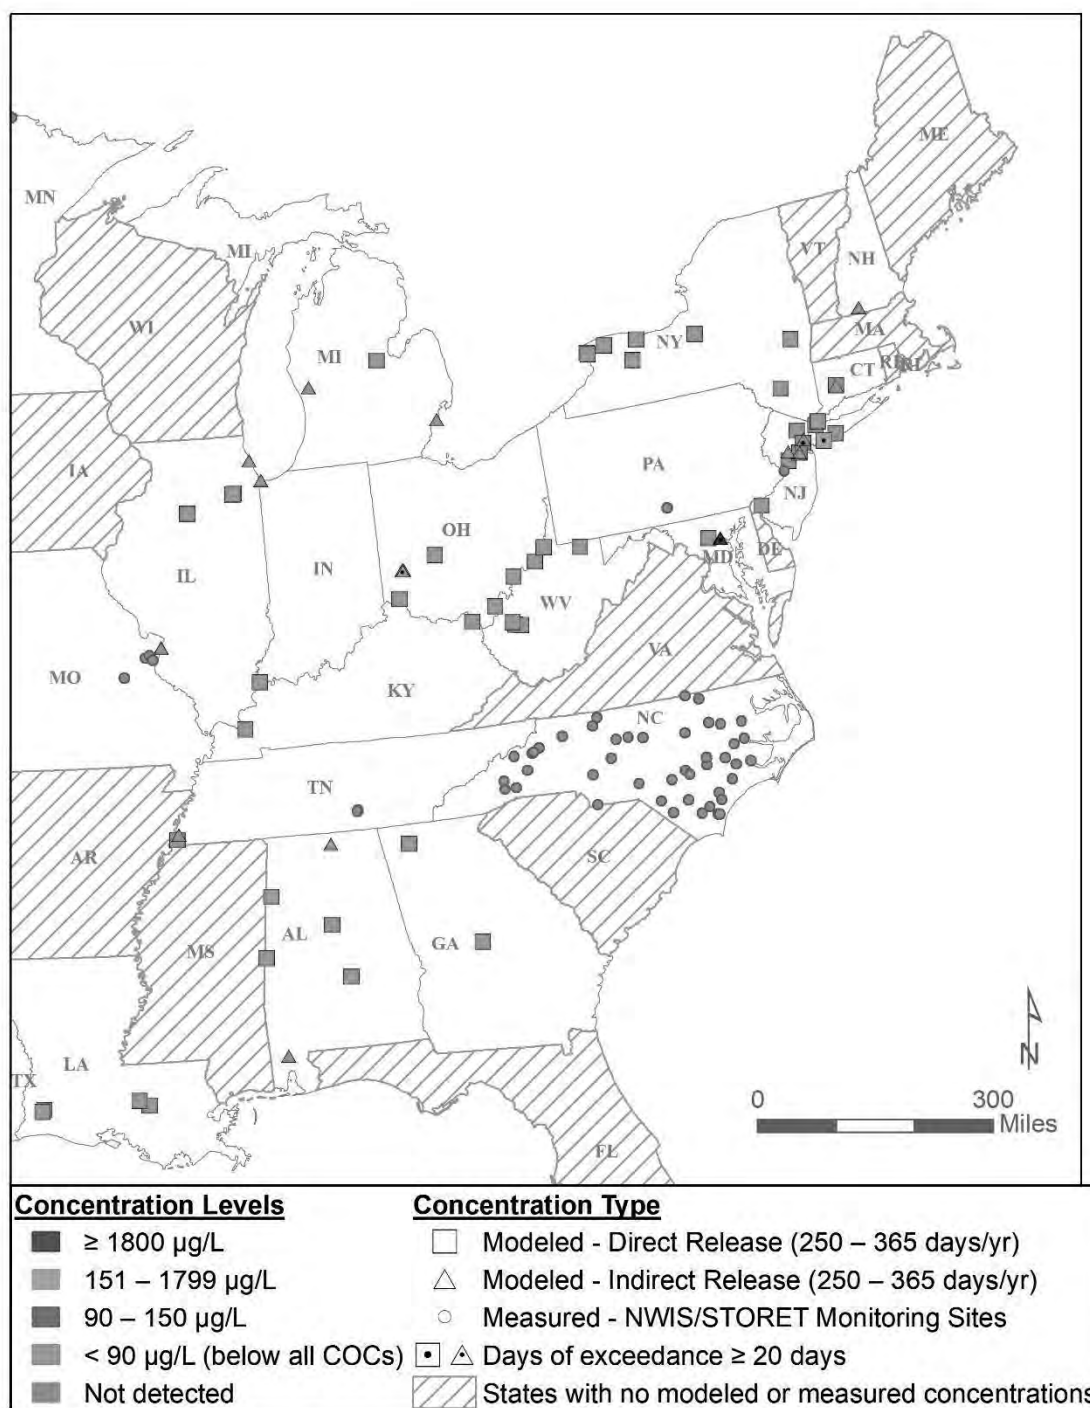 ME
MN
VT
NH
MI
WI
MA
NY
MI
CT
RI
RI
IA
PA
NJ
OH
MD
DE
IL
IN
WV
VA
MO
KY
NC
TN
AR
SC
MS
AL
GA
LA
TX
N
0 300
Miles
FL
Concentration Levels
≥ 1800 µg/L
151 – 1799 µg/L
90 – 150 µg/L
< 90 µg/L (below all COCs)
Not detected
Concentration Type
Modeled - Direct Release (250 – 365 days/yr)
Modeled - Indirect Release (250 – 365 days/yr)
Measured - NWIS/STORET Monitoring Sites
Days of exceedance ≥ 20 days
States with no modeled or measured concentrations